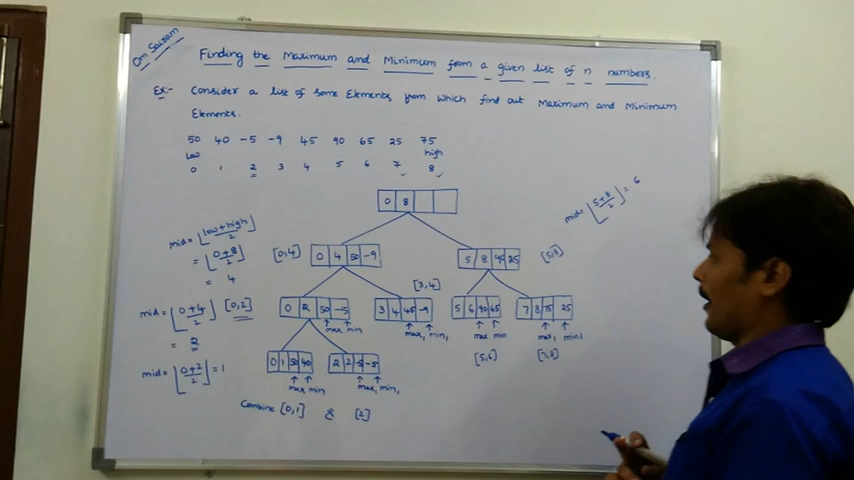 Om Sairam
Finding the Maximum and Minimum from a given list of n numbers.
Ex:- Consider a list of some Elements from which find out Maximum and Minimum
Elements.
50 40 -5 -9 45 90 65 25 75
low high
0 1 2 3 4 5 6 7 8
0 8
mid = ⌊5+8/2⌋ = 6
mid = ⌊low+high/2⌋
= ⌊0+8/2⌋
= 4
[0,4] 0 4 50 -9
5 8 90 25 [5,8]
[3,4]
mid = ⌊0+4/2⌋ [0,2]
= 2
0 2 50 -5
3 4 45 -9
5 6 90 65
7 8 75 25
max min max1 min1 max min max1 min1
[5,6] [7,8]
mid = ⌊0+2/2⌋ = 1
0 1 50 40
2 2 -5 -5
max min max1 min1
Combine [0,1] & [2]